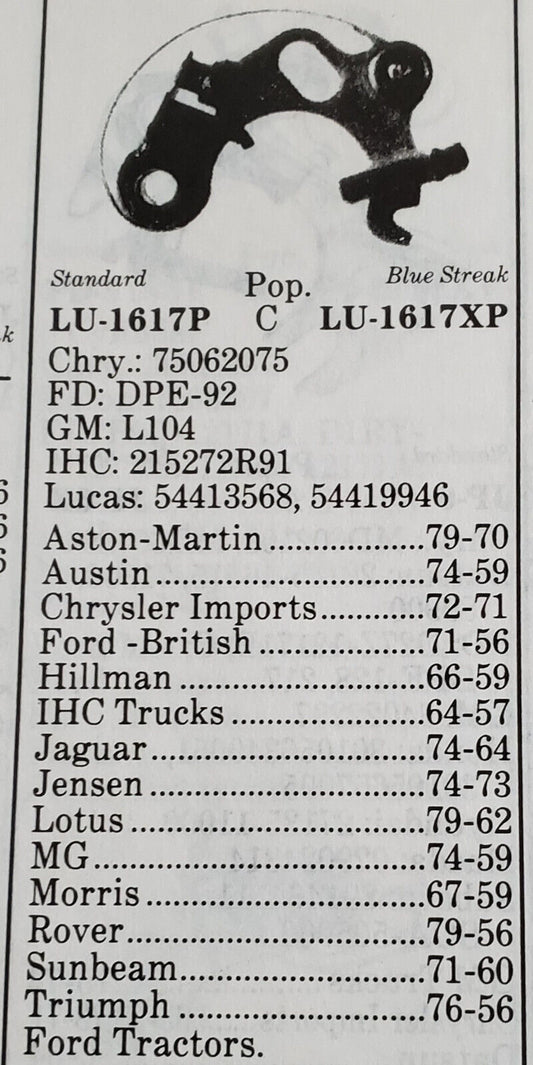 Standard Pop. Blue Streak
LU-1617P C LU-1617XP
Chry.: 75062075
FD: DPE-92
GM: L104
IHC: 215272R91
Lucas: 54413568, 54419946
Aston-Martin.................79-70
Austin..............................74-59
Chrysler Imports............72-71
Ford -British..................71-56
Hillman...........................66-59
IHC Trucks.....................64-57
Jaguar..............................74-64
Jensen..............................74-73
Lotus................................79-62
MG....................................74-59
Morris..............................67-59
Rover................................79-56
Sunbeam..........................71-60
Triumph...........................76-56
Ford Tractors.